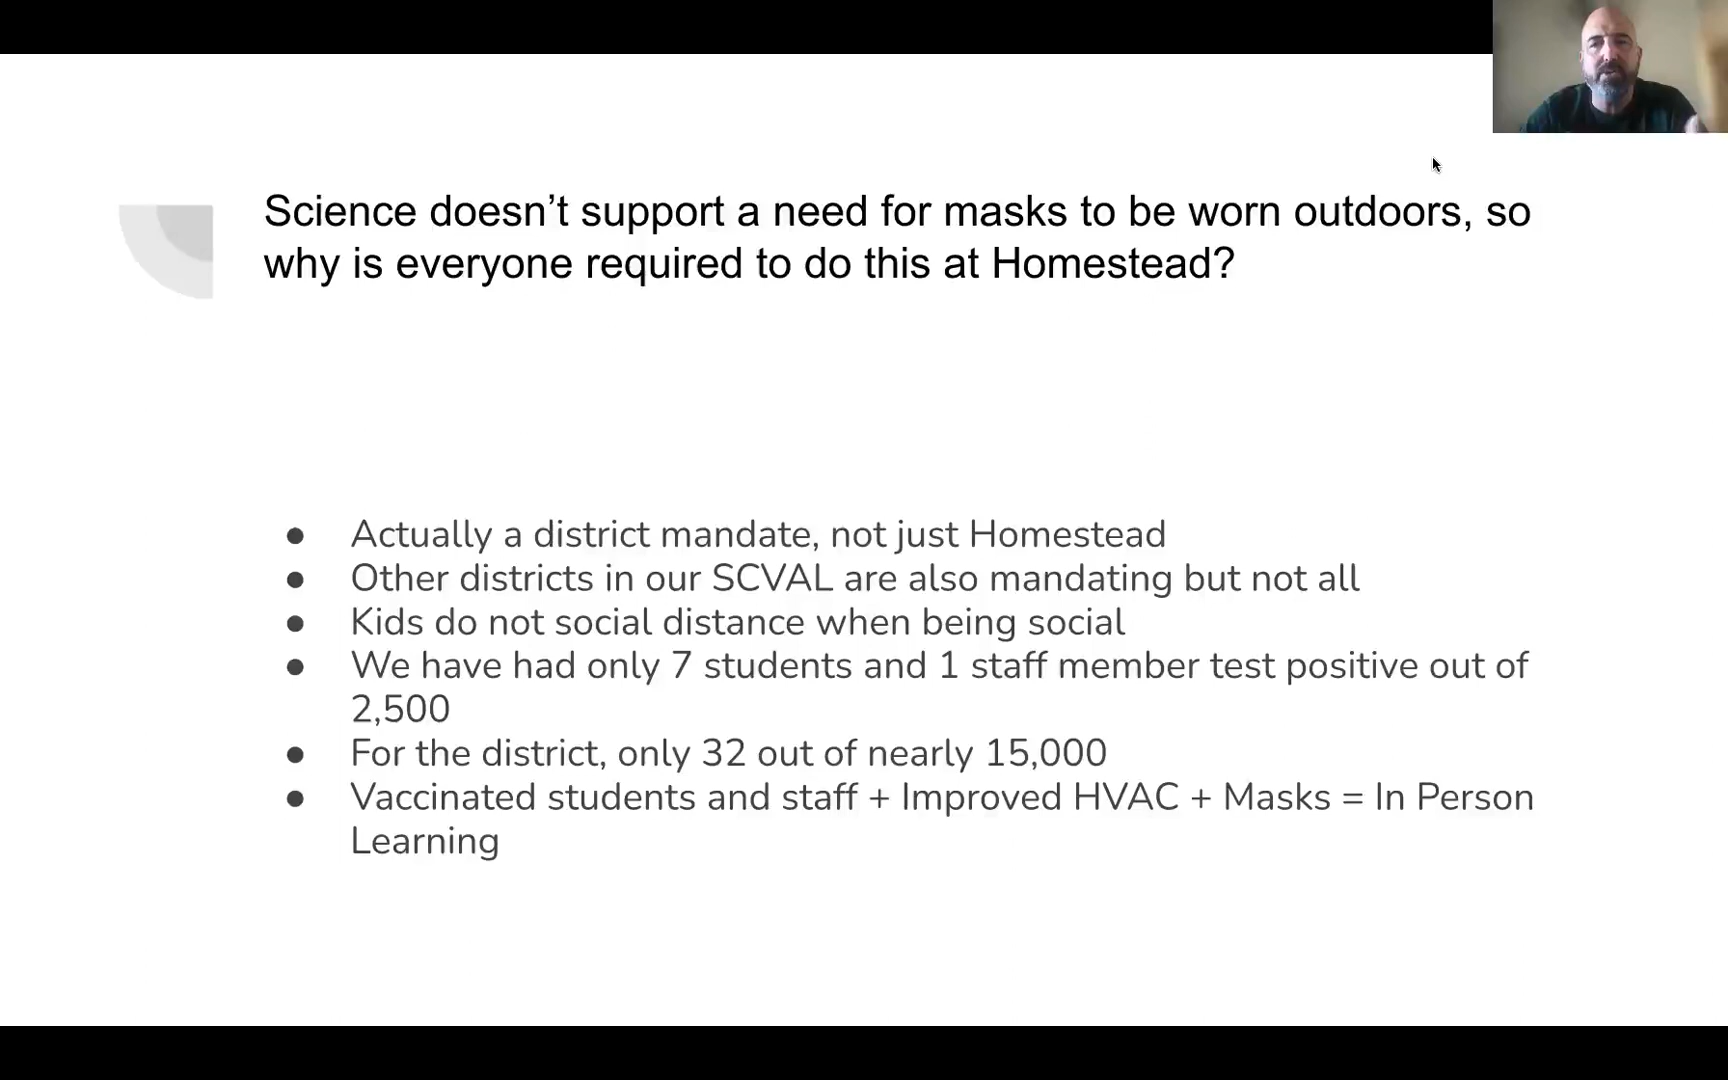 Science doesn’t support a need for masks to be worn outdoors, so
why is everyone required to do this at Homestead?
● Actually a district mandate, not just Homestead
● Other districts in our SCVAL are also mandating but not all
● Kids do not social distance when being social
● We have had only 7 students and 1 staff member test positive out of
2,500
● For the district, only 32 out of nearly 15,000
● Vaccinated students and staff + Improved HVAC + Masks = In Person
Learning